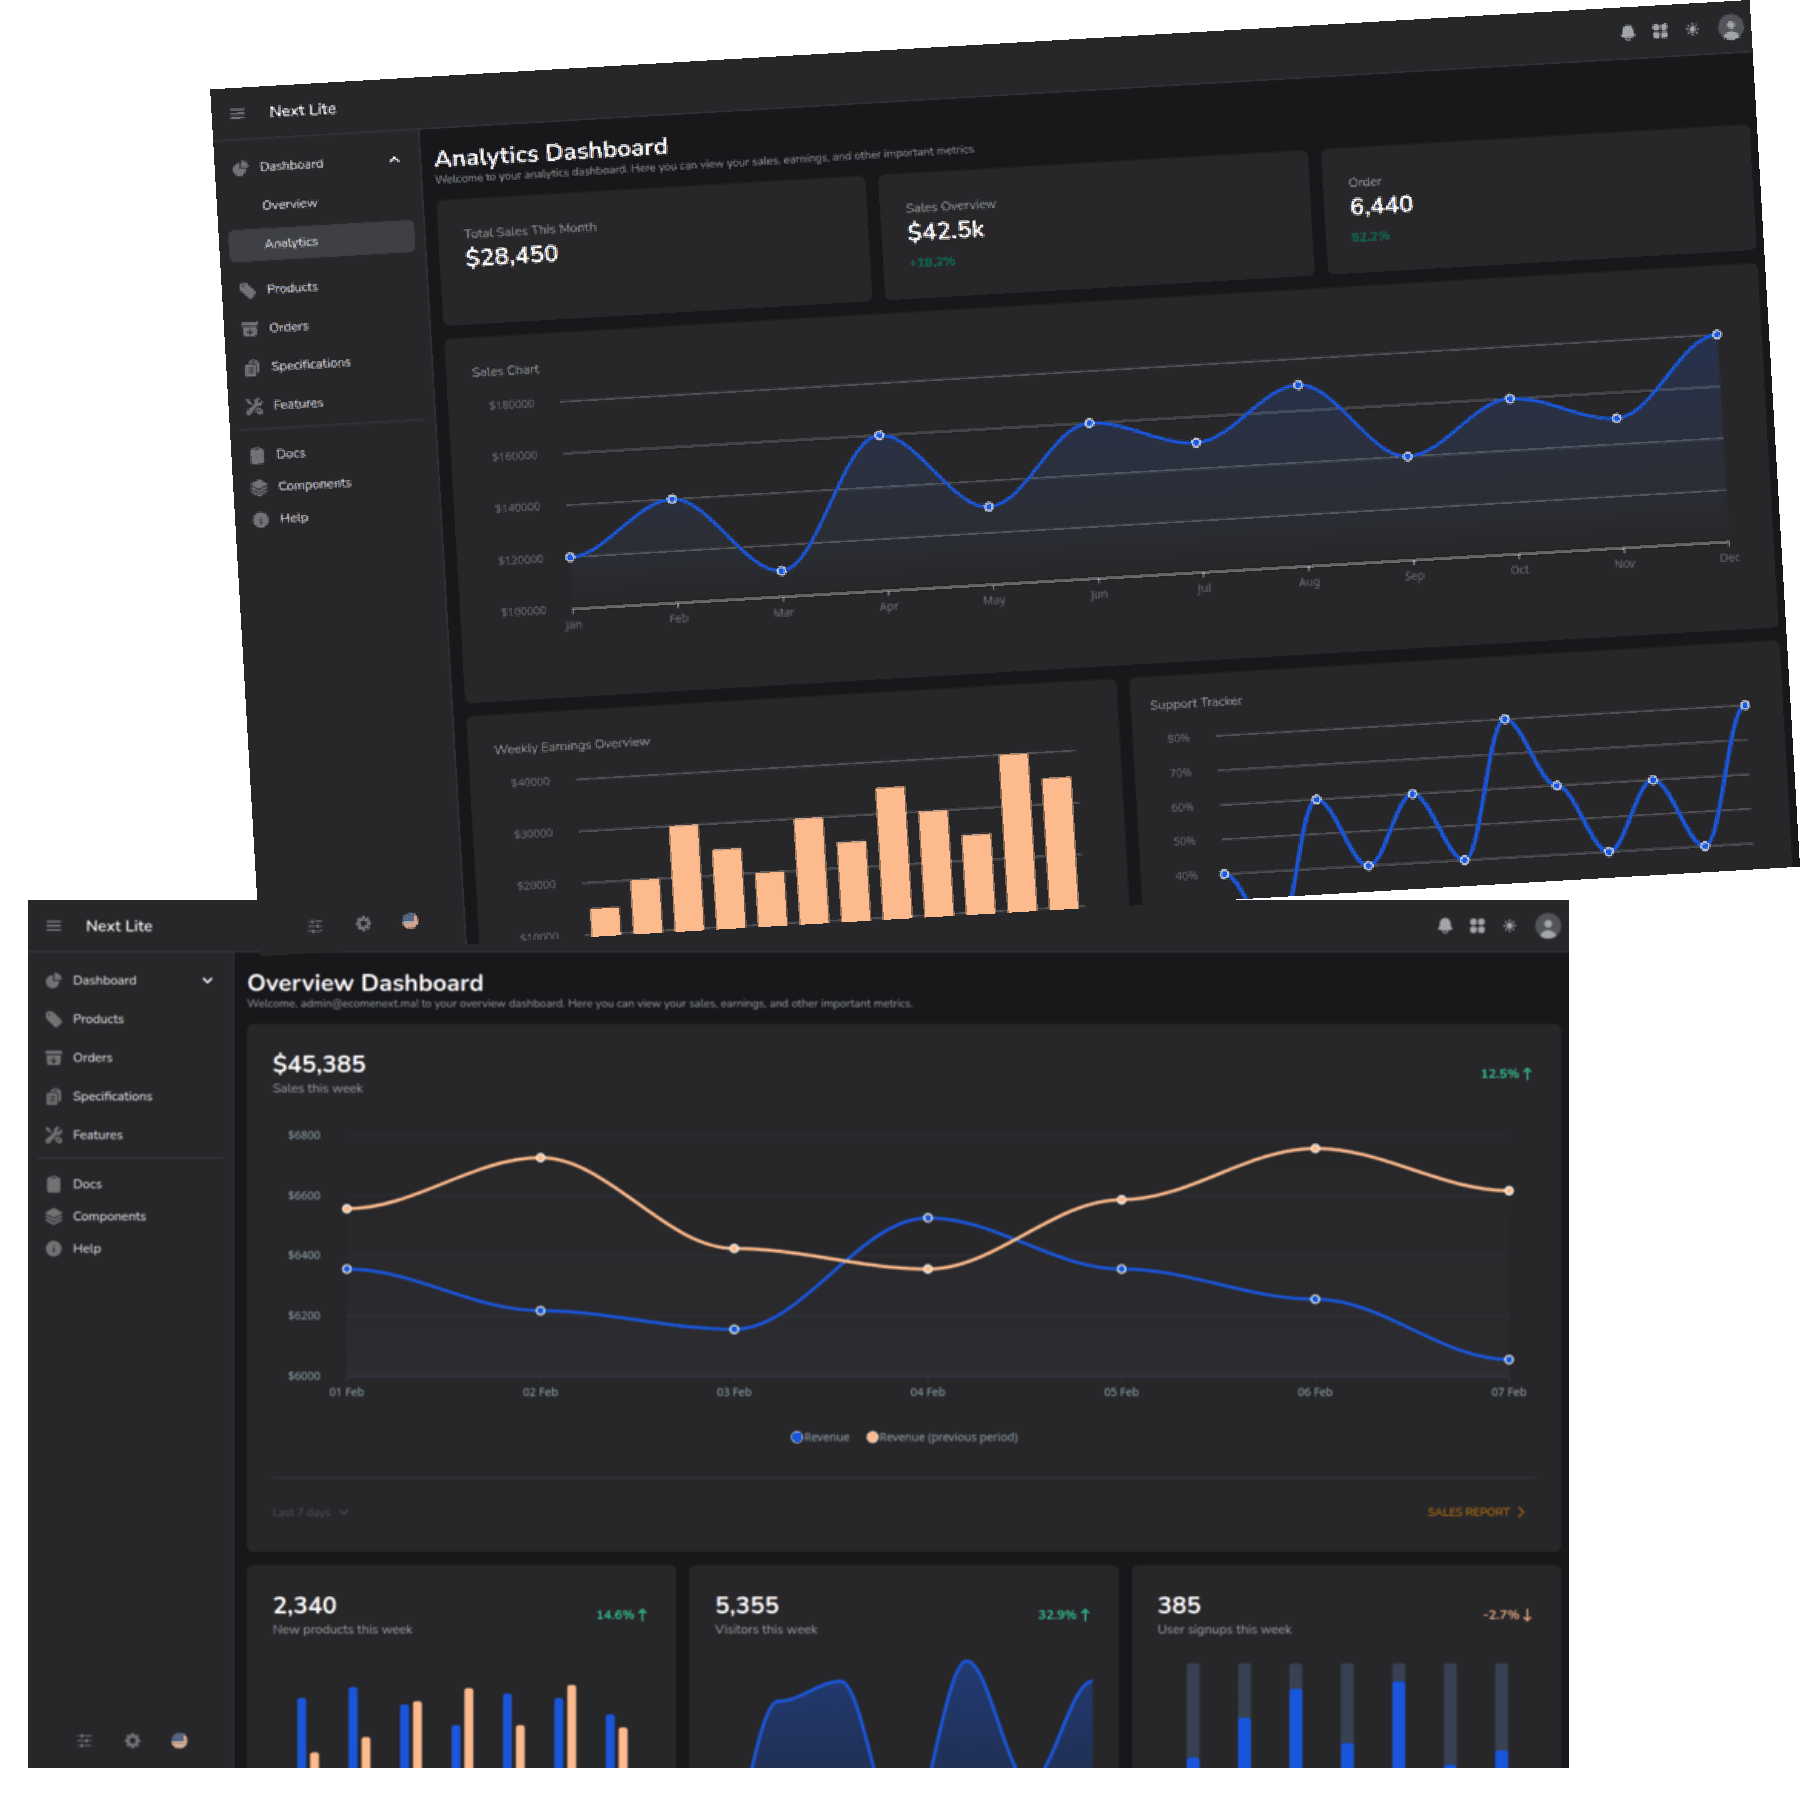 Next Lite
Dashboard
Overview
Analytics
Products
Orders
Specifications
Features
Docs
Components
Help
Analytics Dashboard
Welcome to your analytics dashboard. Here you can view your sales, earnings, and other important metrics.
Total Sales This Month
$28,450
Sales Overview
$42.5k
+18.2%
Order
6,440
52.2%
Sales Chart
$180000
$160000
$140000
$120000
$100000
Jan Feb Mar Apr May Jun Jul Aug Sep Oct Nov Dec
Weekly Earnings Overview
$40000
$30000
$20000
$10000
Support Tracker
80%
70%
60%
50%
40%
Next Lite
Dashboard
Products
Orders
Specifications
Features
Docs
Components
Help
Overview Dashboard
Welcome, admin@ecomenext.ma! to your overview dashboard. Here you can view your sales, earnings, and other important metrics.
$45,385
Sales this week
12.5%
$6800
$6600
$6400
$6200
$6000
01 Feb 02 Feb 03 Feb 04 Feb 05 Feb 06 Feb 07 Feb
Revenue Revenue (previous period)
Last 7 days
SALES REPORT
2,340
New products this week
14.6%
5,355
Visitors this week
32.9%
385
User signups this week
-2.7%